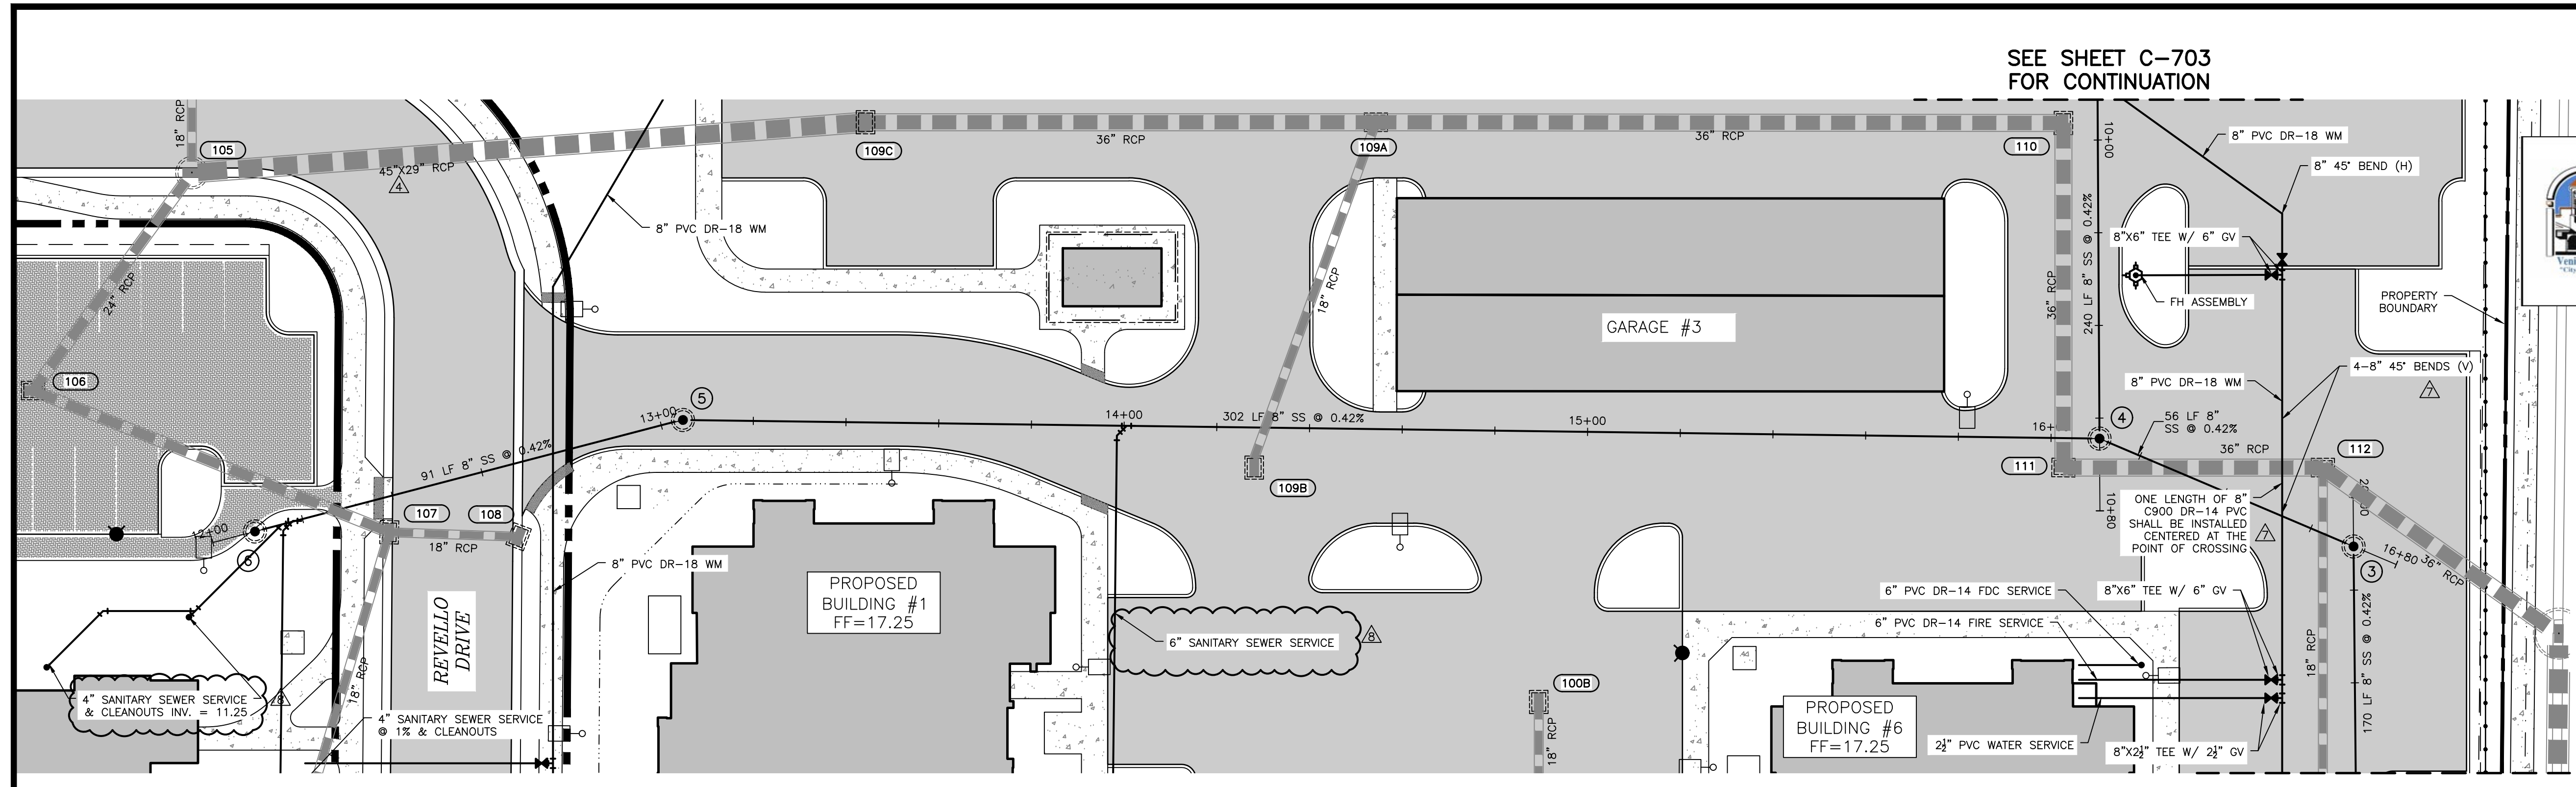 SEE SHEET C-703
FOR CONTINUATION
18" RCP
105
45"X29" RCP
4
109C
36" RCP
109A
36" RCP
110
10+00
8" PVC DR-18 WM
8" 45° BEND (H)
8" PVC DR-18 WM
24" RCP
18" RCP
GARAGE #3
36" RCP
240 LF 8" SS @ 0.42%
8"X6" TEE W/ 6" GV
FH ASSEMBLY
PROPERTY
BOUNDARY
106
13+00
5
14+00
302 LF 8" SS @ 0.42%
15+00
16+
4
8" PVC DR-18 WM
4-8" 45° BENDS (V)
7
56 LF 8"
SS @ 0.42%
91 LF 8" SS @ 0.42%
109B
111
36" RCP
112
12+00
6
107
108
18" RCP
10+80
ONE LENGTH OF 8"
C900 DR-14 PVC
SHALL BE INSTALLED
CENTERED AT THE
POINT OF CROSSING
7
16+80
36" RCP
3
8" PVC DR-18 WM
REVELLO
DRIVE
PROPOSED
BUILDING #1
FF=17.25
6" SANITARY SEWER SERVICE
8
6" PVC DR-14 FDC SERVICE
8"X6" TEE W/ 6" GV
6" PVC DR-14 FIRE SERVICE
18" RCP
170 LF 8" SS @ 0.42%
4" SANITARY SEWER SERVICE
& CLEANOUTS INV. = 11.25
8
18" RCP
4" SANITARY SEWER SERVICE
@ 1% & CLEANOUTS
100B
18" RCP
PROPOSED
BUILDING #6
FF=17.25
2½" PVC WATER SERVICE
8"X2½" TEE W/ 2½" GV